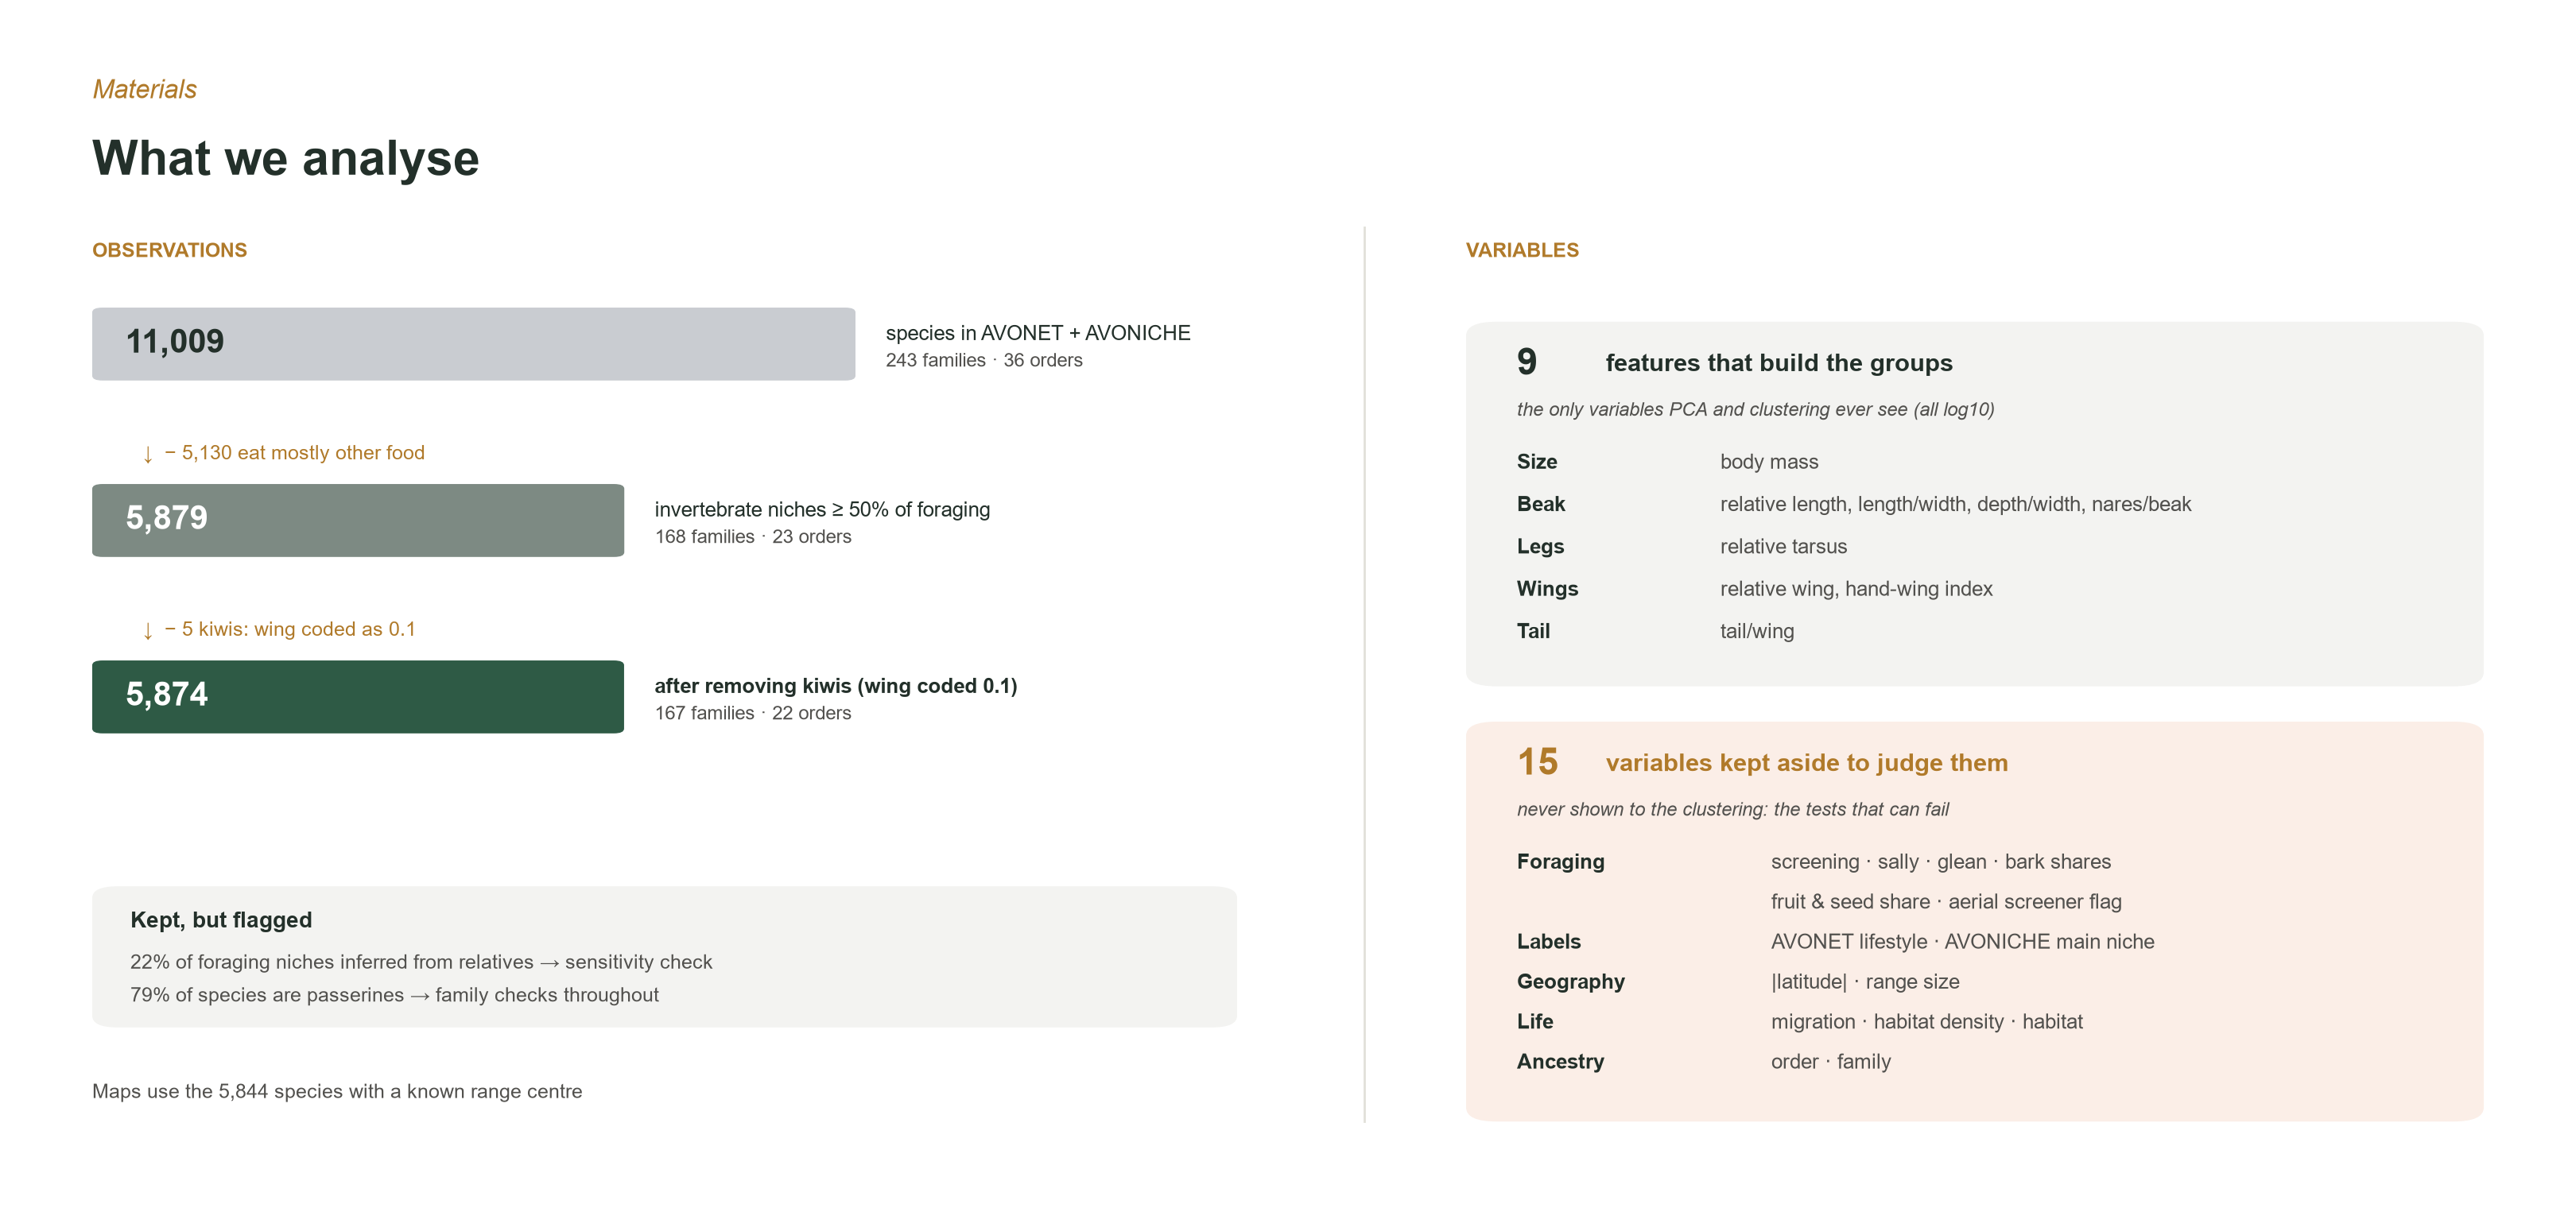 Materials
What we analyse
OBSERVATIONS
11,009
species in AVONET + AVONICHE
243 families · 36 orders
↓ − 5,130 eat mostly other food
5,879
invertebrate niches ≥ 50% of foraging
168 families · 23 orders
↓ − 5 kiwis: wing coded as 0.1
5,874
after removing kiwis (wing coded 0.1)
167 families · 22 orders
Kept, but flagged
22% of foraging niches inferred from relatives → sensitivity check
79% of species are passerines → family checks throughout
Maps use the 5,844 species with a known range centre
VARIABLES
9 features that build the groups
the only variables PCA and clustering ever see (all log10)
Size body mass
Beak relative length, length/width, depth/width, nares/beak
Legs relative tarsus
Wings relative wing, hand-wing index
Tail tail/wing
15 variables kept aside to judge them
never shown to the clustering: the tests that can fail
Foraging screening · sally · glean · bark shares
fruit & seed share · aerial screener flag
Labels AVONET lifestyle · AVONICHE main niche
Geography |latitude| · range size
Life migration · habitat density · habitat
Ancestry order · family